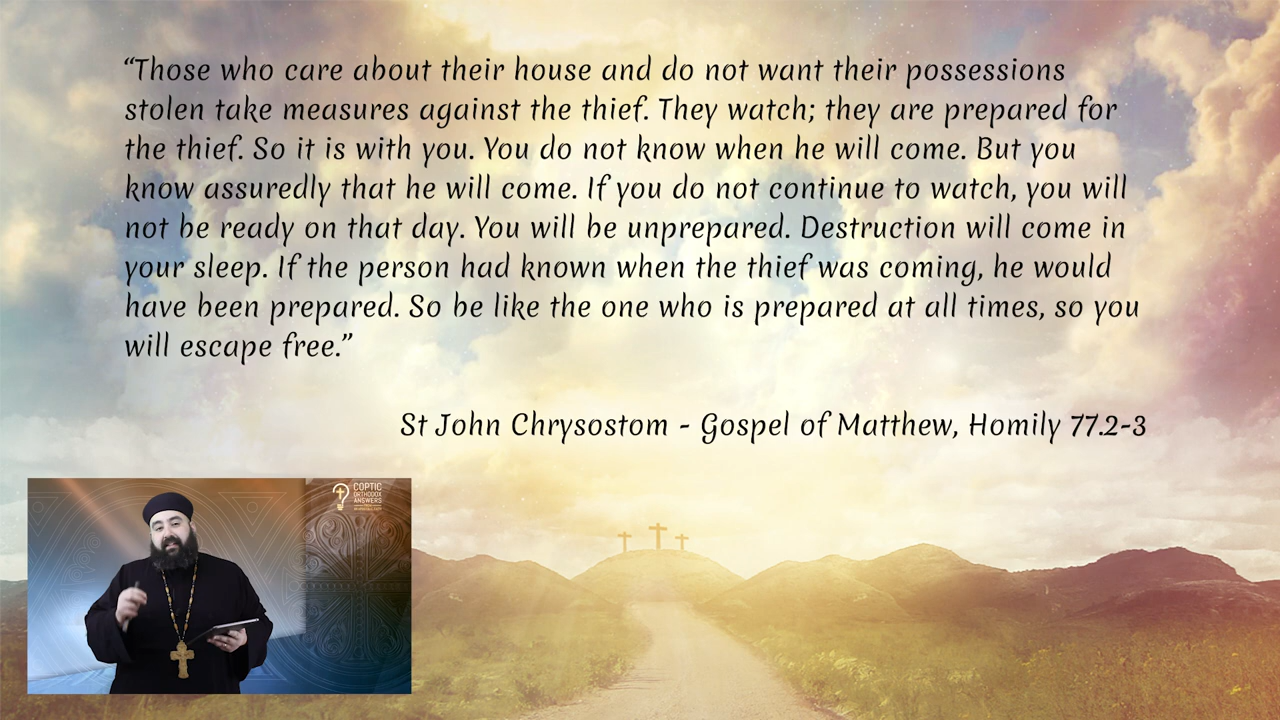 “Those who care about their house and do not want their possessions
stolen take measures against the thief. They watch; they are prepared for
the thief. So it is with you. You do not know when he will come. But you
know assuredly that he will come. If you do not continue to watch, you will
not be ready on that day. You will be unprepared. Destruction will come in
your sleep. If the person had known when the thief was coming, he would
have been prepared. So be like the one who is prepared at all times, so you
will escape free.”
St John Chrysostom - Gospel of Matthew, Homily 77.2-3
COPTIC
ORTHODOX
ANSWERS